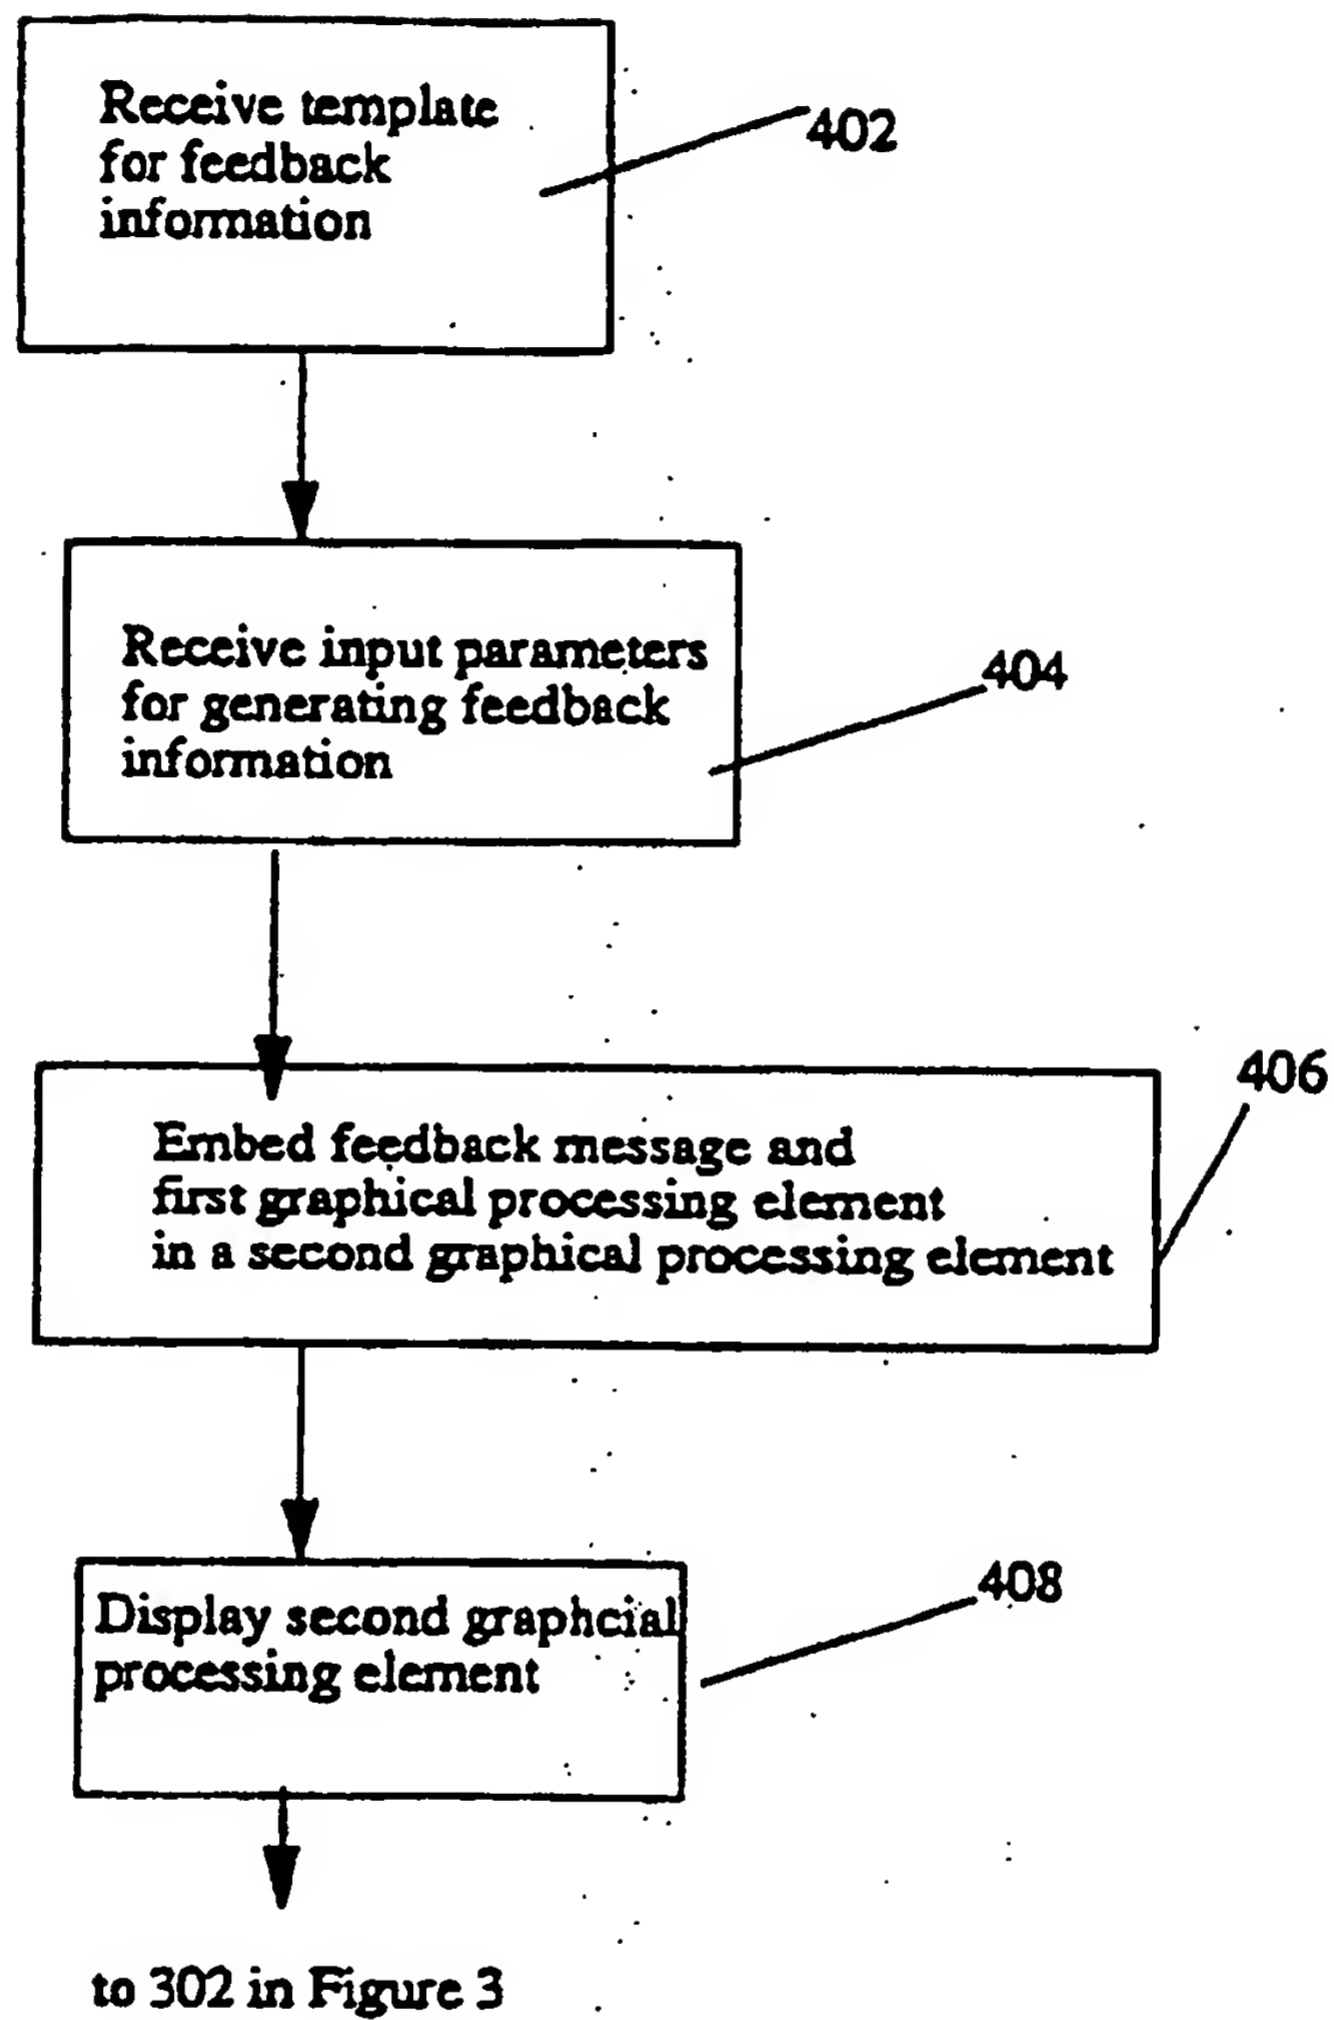 Receive template
for feedback
information
402
Receive input parameters
for generating feedback
information
404
406
Embed feedback message and
first graphical processing element
in a second graphical processing element
408
Display second graphcial
processing element
to 302 in Figure 3